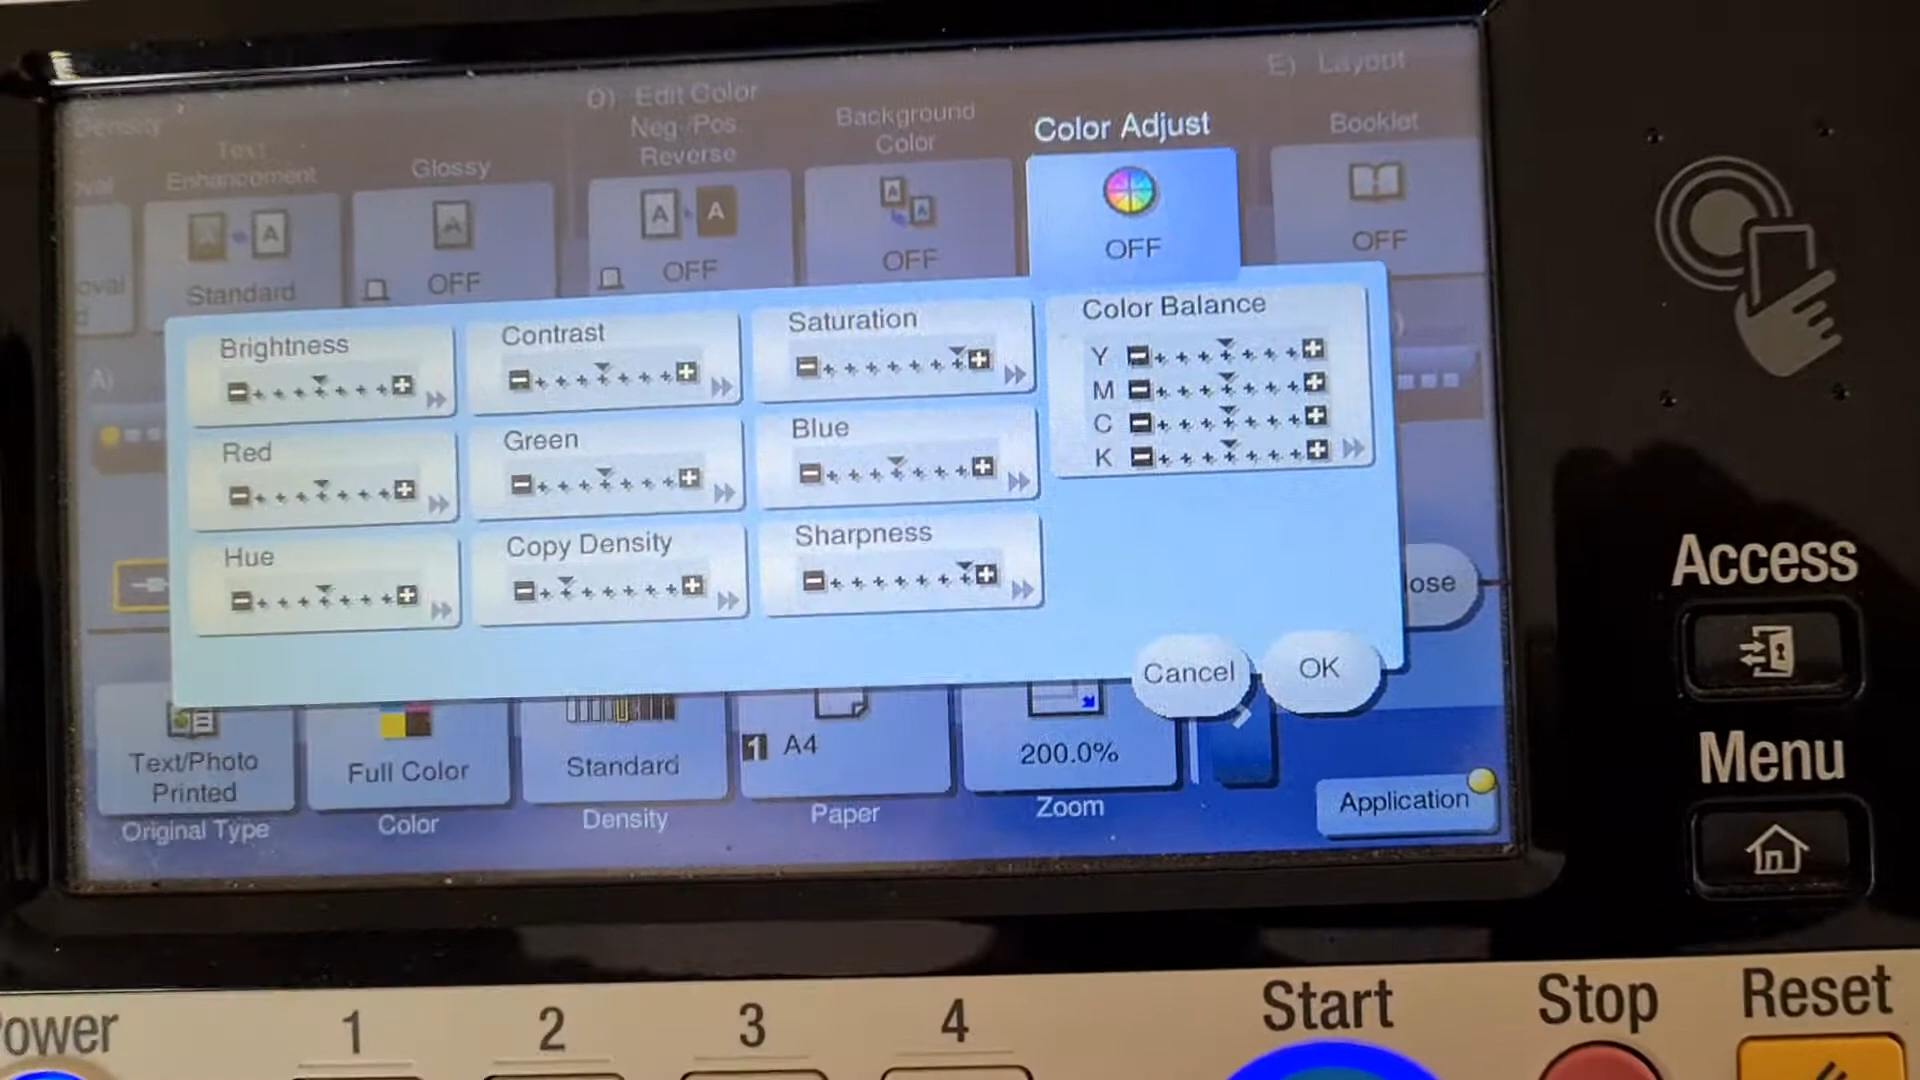 D) Edit Color
E) Layout
Density
Text
Enhancement
Glossy
Neg-/Pos.
Reverse
Background
Color
Color Adjust
Booklet
Standard
OFF
OFF
OFF
OFF
OFF
A)
Brightness
Contrast
Saturation
Color Balance
Y
M
C
K
Red
Green
Blue
Hue
Copy Density
Sharpness
Cancel
OK
Text/Photo
Printed
Full Color
Standard
1 A4
200.0%
Original Type
Color
Density
Paper
Zoom
Application
Access
Menu
Power
1
2
3
4
Start
Stop
Reset